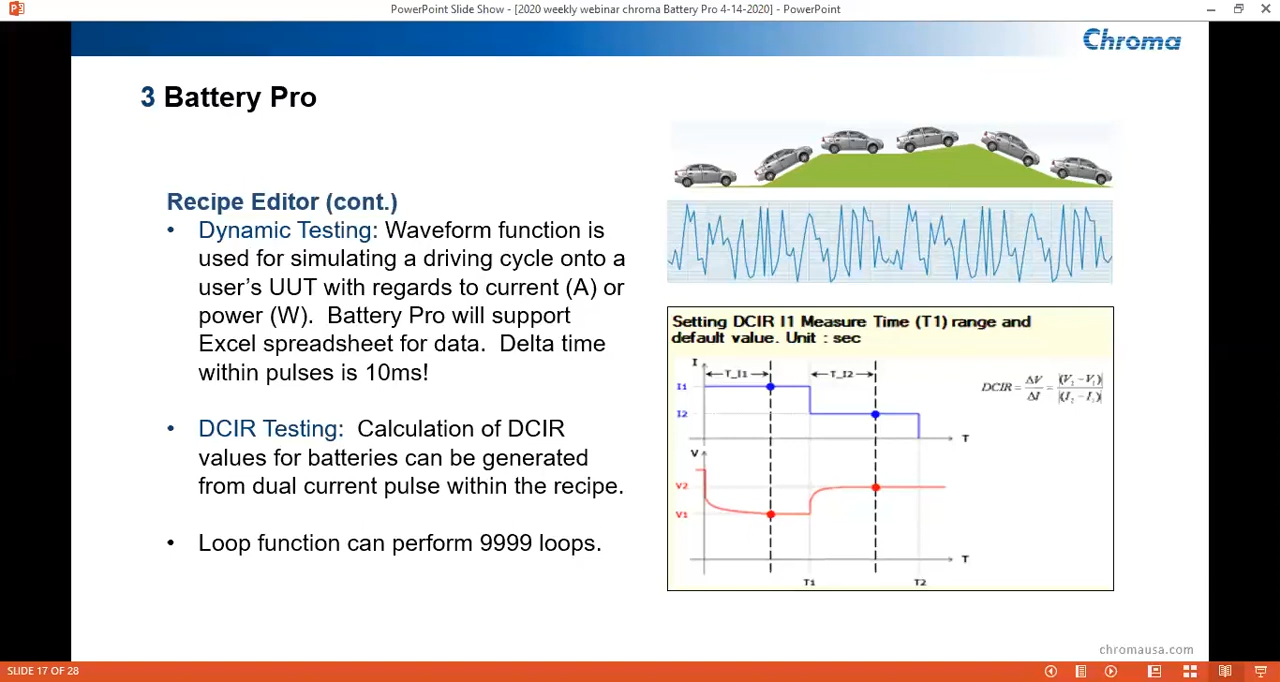 PowerPoint Slide Show - [2020 weekly webinar chroma Battery Pro 4-14-2020] - PowerPoint
Chroma
3 Battery Pro
Recipe Editor (cont.)
• Dynamic Testing: Waveform function is
used for simulating a driving cycle onto a
user's UUT with regards to current (A) or
power (W).  Battery Pro will support
Excel spreadsheet for data.  Delta time
within pulses is 10ms!
• DCIR Testing:  Calculation of DCIR
values for batteries can be generated
from dual current pulse within the recipe.
• Loop function can perform 9999 loops.
Setting DCIR I1 Measure Time (T1) range and
default value. Unit : sec
I
T_I1
T_I2
I1
I2
T
DCIR = ΔV/ΔI = |(V2 - V1)|/|(I2 - I1)|
V
V2
V1
T
T1
T2
chromausa.com
SLIDE 17 OF 28